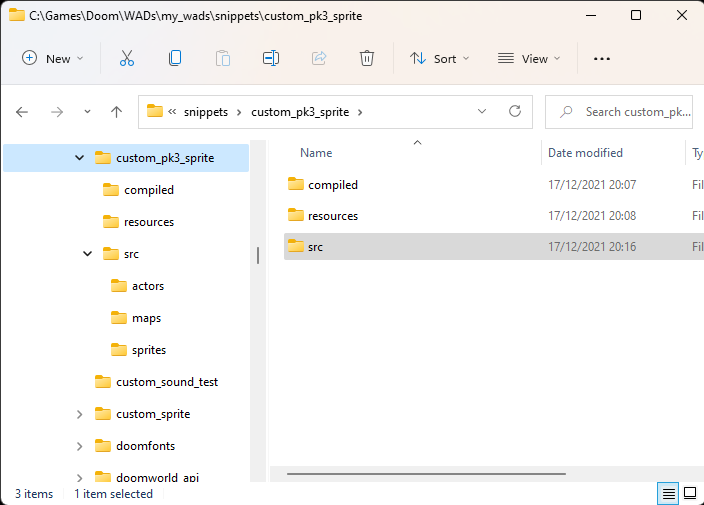 C:\Games\Doom\WADs\my_wads\snippets\custom_pk3_sprite
New
Sort
View
snippets
custom_pk3_sprite
Search custom_pk...
custom_pk3_sprite
compiled
resources
src
actors
maps
sprites
custom_sound_test
custom_sprite
doomfonts
doomworld_api
Name Date modified Ty
compiled 17/12/2021 20:07 Fil
resources 17/12/2021 20:08 Fil
src 17/12/2021 20:16 Fil
3 items 1 item selected